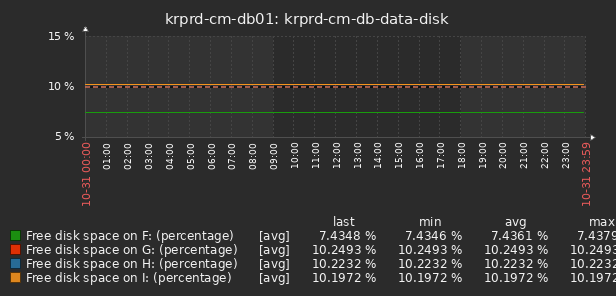 krprd-cm-db01: krprd-cm-db-data-disk
15 %
10 %
5 %
10-31 00:00 01:00 02:00 03:00 04:00 05:00 06:00 07:00 08:00 09:00 10:00 11:00 12:00 13:00 14:00 15:00 16:00 17:00 18:00 19:00 20:00 21:00 22:00 23:00 10-31 23:59
last min avg max
Free disk space on F: (percentage) [avg] 7.4348 % 7.4346 % 7.4361 % 7.4379
Free disk space on G: (percentage) [avg] 10.2493 % 10.2493 % 10.2493 % 10.2493
Free disk space on H: (percentage) [avg] 10.2232 % 10.2232 % 10.2232 % 10.2232
Free disk space on I: (percentage) [avg] 10.1972 % 10.1972 % 10.1972 % 10.1972